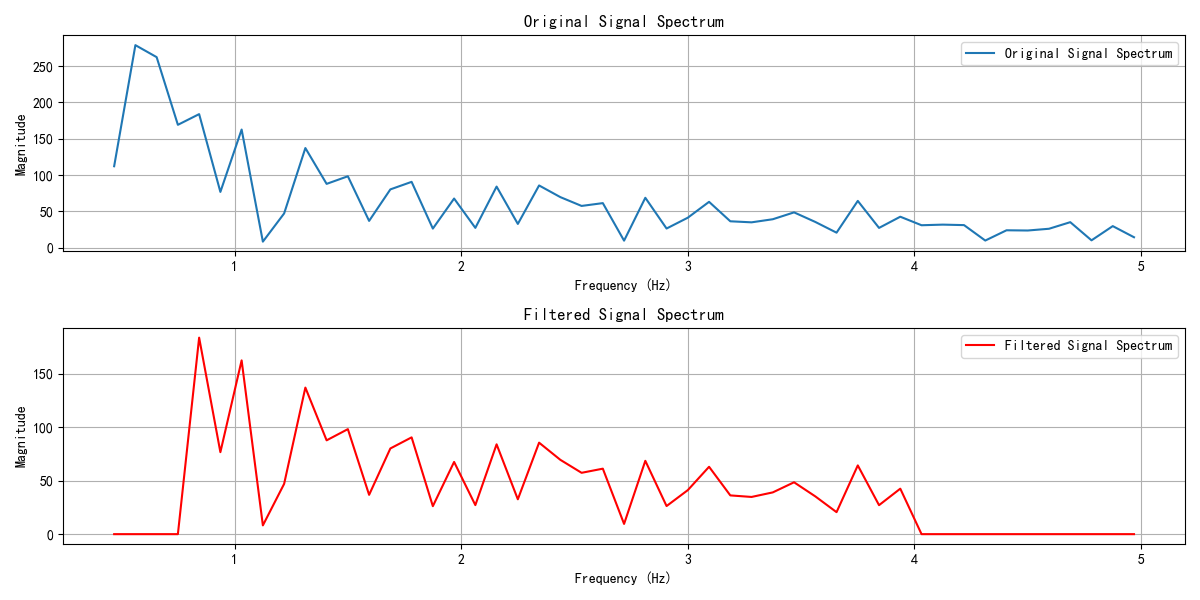 Original Signal Spectrum
Original Signal Spectrum
Magnitude
250
200
150
100
50
0
1 2 3 4 5
Frequency (Hz)
Filtered Signal Spectrum
Filtered Signal Spectrum
Magnitude
150
100
50
0
1 2 3 4 5
Frequency (Hz)